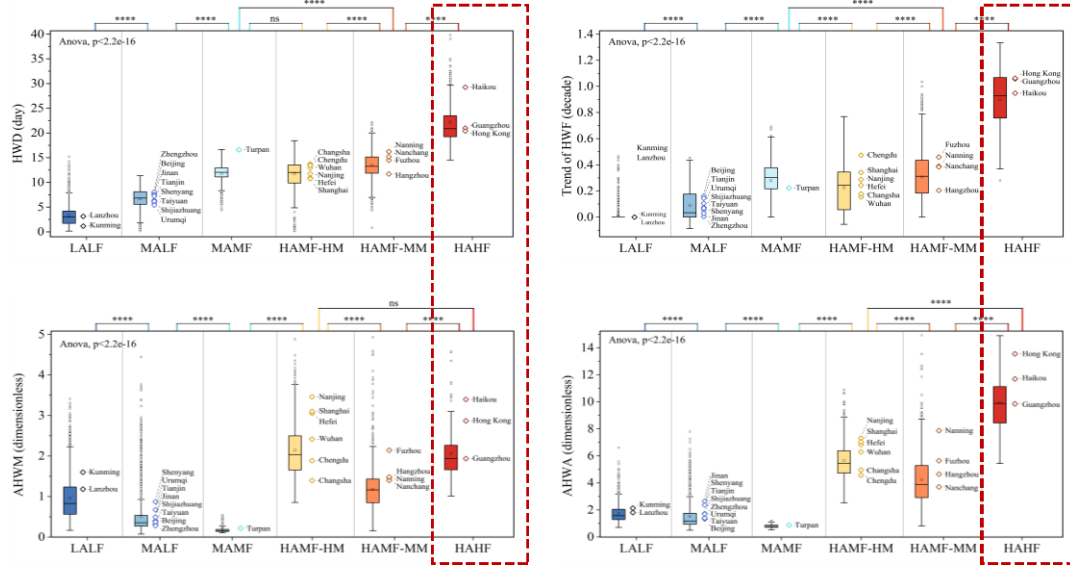 ****
****
****
ns
****
****
Anova, p<2.2e-16
HWD (day)
40
35
30
25
20
15
10
5
0
Lanzhou
Kunming
Zhengzhou
Beijing
Jinan
Tianjin
Shenyang
Taiyuan
Shijiazhuang
Urumqi
Turpan
Changsha
Chengdu
Wuhan
Nanjing
Hefei
Shanghai
Nanning
Nanchang
Fuzhou
Hangzhou
Haikou
Guangzhou
Hong Kong
LALF MALF MAMF HAMF-HM HAMF-MM HAHF
****
****
****
****
****
****
Anova, p<2.2e-16
Trend of HWF (decade)
1.4
1.2
1.0
0.8
0.6
0.4
0.2
0.0
Kunming
Lanzhou
Kunming
Lanzhou
Beijing
Tianjin
Urumqi
Shijiazhuang
Taiyuan
Shenyang
Jinan
Zhengzhou
Turpan
Chengdu
Shanghai
Nanjing
Hefei
Changsha
Wuhan
Fuzhou
Nanning
Nanchang
Hangzhou
Hong Kong
Guangzhou
Haikou
LALF MALF MAMF HAMF-HM HAMF-MM HAHF
ns
****
****
****
****
****
Anova, p<2.2e-16
AHWM (dimensionless)
5
4
3
2
1
0
Kunming
Lanzhou
Shenyang
Urumqi
Tianjin
Jinan
Shijiazhuang
Taiyuan
Beijing
Zhengzhou
Turpan
Nanjing
Shanghai
Hefei
Wuhan
Chengdu
Changsha
Fuzhou
Hangzhou
Nanning
Nanchang
Haikou
Hong Kong
Guangzhou
LALF MALF MAMF HAMF-HM HAMF-MM HAHF
****
****
****
****
****
****
Anova, p<2.2e-16
AHWA (dimensionless)
15
14
13
12
11
10
9
8
7
6
5
4
3
2
1
0
Kunming
Lanzhou
Jinan
Shenyang
Tianjin
Shijiazhuang
Zhengzhou
Urumqi
Taiyuan
Beijing
Turpan
Nanjing
Shanghai
Hefei
Wuhan
Changsha
Chengdu
Nanning
Fuzhou
Hangzhou
Nanchang
Hong Kong
Haikou
Guangzhou
LALF MALF MAMF HAMF-HM HAMF-MM HAHF